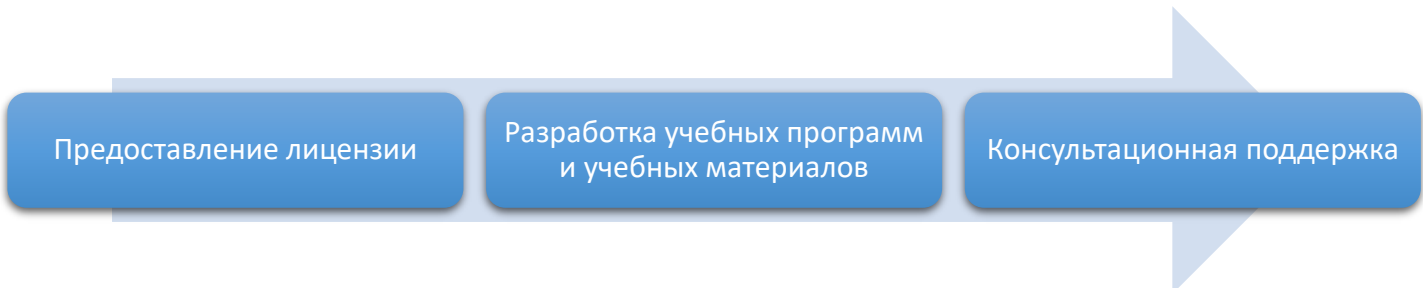 Предоставление лицензии
Разработка учебных программ
и учебных материалов
Консультационная поддержка